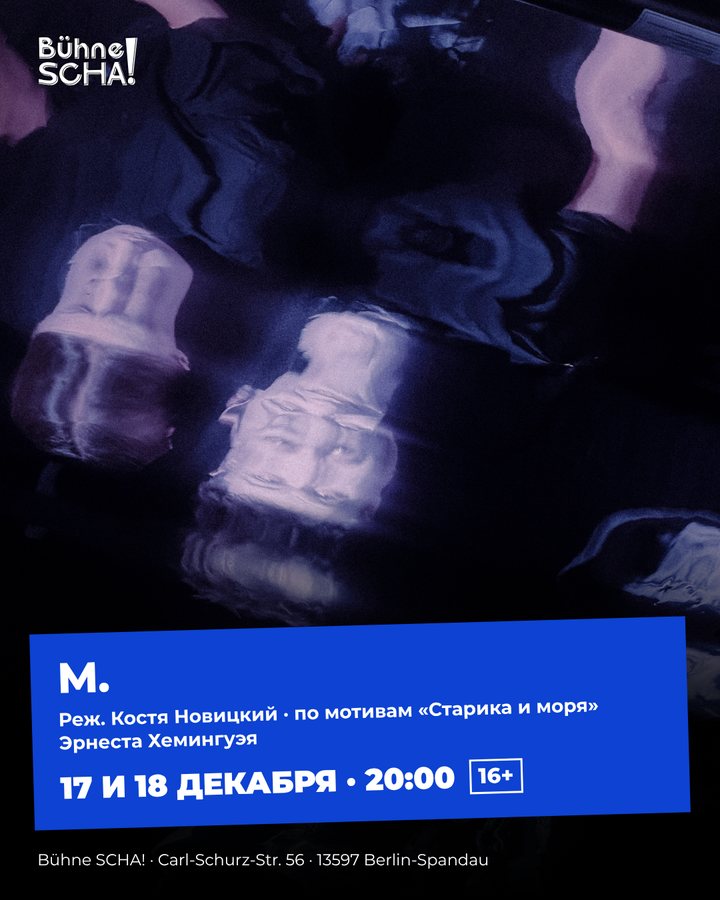 Bühne
SCHA!
М.
Реж. Костя Новицкий · по мотивам «Старика и моря»
Эрнеста Хемингуэя
17 И 18 ДЕКАБРЯ · 20:00 16+
Bühne SCHA! · Carl-Schurz-Str. 56 · 13597 Berlin-Spandau